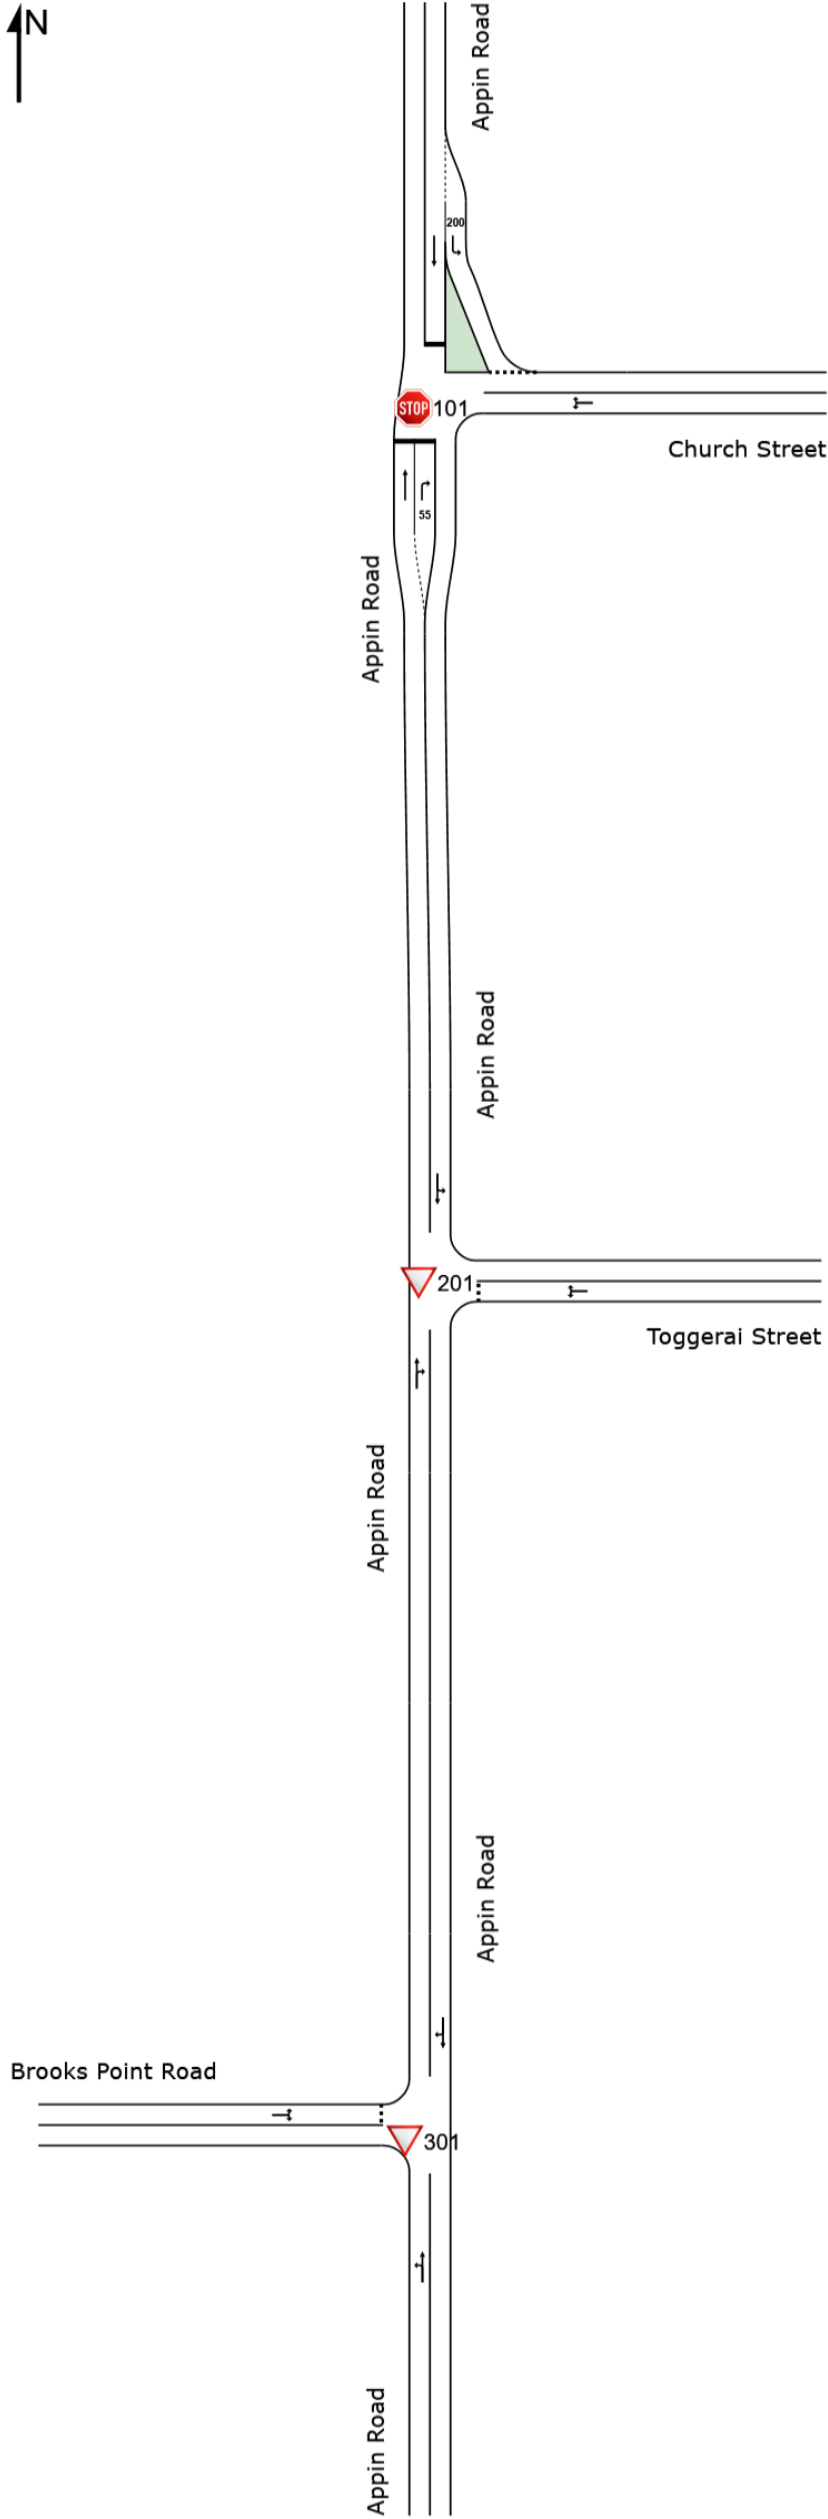 N
Appin Road
200
STOP
101
Church Street
55
Appin Road
Appin Road
201
Toggerai Street
Appin Road
Appin Road
Brooks Point Road
301
Appin Road